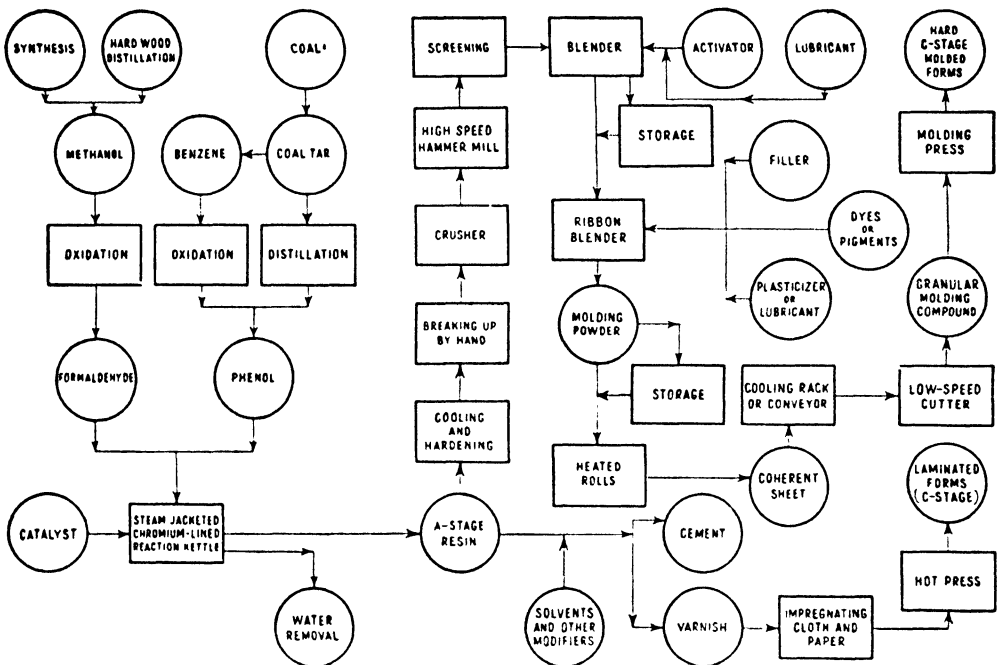 SYNTHESIS
HARD WOOD
DISTILLATION
COAL
SCREENING
BLENDER
ACTIVATOR
LUBRICANT
HARD
C-STAGE
MOLDED
FORMS
METHANOL
BENZENE
COAL TAR
HIGH SPEED
HAMMER MILL
STORAGE
FILLER
MOLDING
PRESS
OXIDATION
OXIDATION
DISTILLATION
CRUSHER
RIBBON
BLENDER
DYES
OR
PIGMENTS
BREAKING UP
BY HAND
MOLDING
POWDER
PLASTICIZER
OR
LUBRICANT
GRANULAR
MOLDING
COMPOUND
FORMALDEHYDE
PHENOL
STORAGE
COOLING RACK
OR CONVEYOR
LOW-SPEED
CUTTER
COOLING
AND
HARDENING
HEATED
ROLLS
COHERENT
SHEET
LAMINATED
FORMS
(C-STAGE)
CATALYST
STEAM JACKETED
CHROMIUM-LINED
REACTION KETTLE
A-STAGE
RESIN
CEMENT
HOT PRESS
WATER
REMOVAL
SOLVENTS
AND OTHER
MODIFIERS
VARNISH
IMPREGNATING
CLOTH AND
PAPER